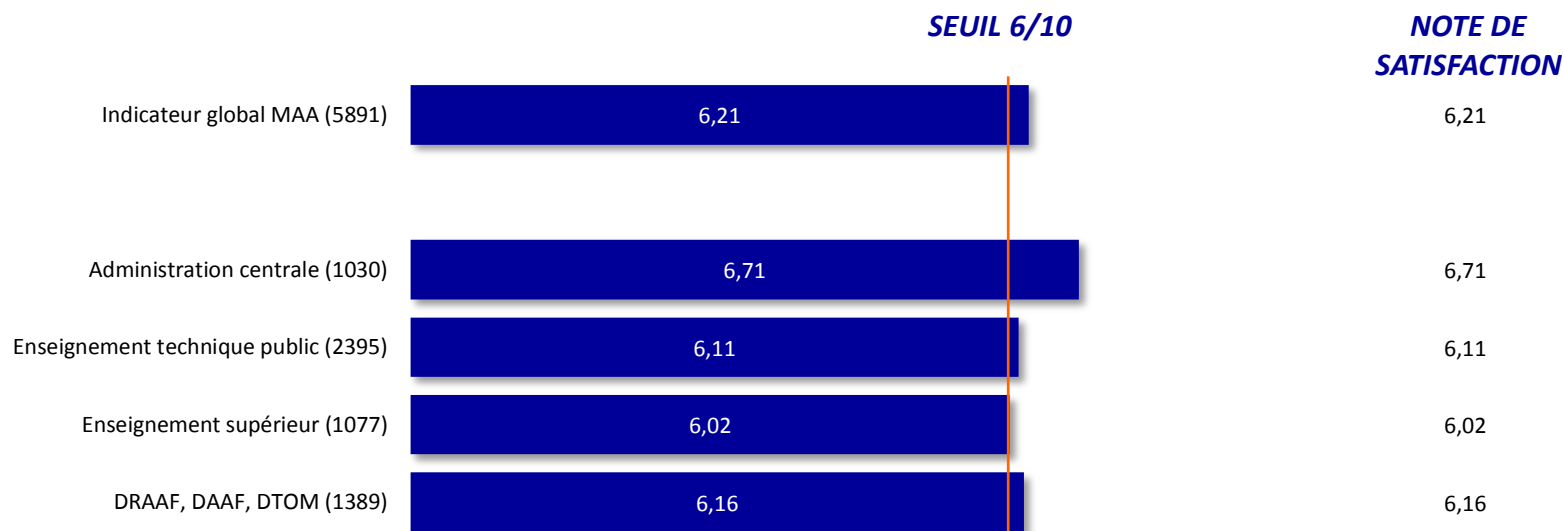 SEUIL 6/10
NOTE DE
SATISFACTION
Indicateur global MAA (5891)
6,21
6,21
Administration centrale (1030)
6,71
6,71
Enseignement technique public (2395)
6,11
6,11
Enseignement supérieur (1077)
6,02
6,02
DRAAF, DAAF, DTOM (1389)
6,16
6,16